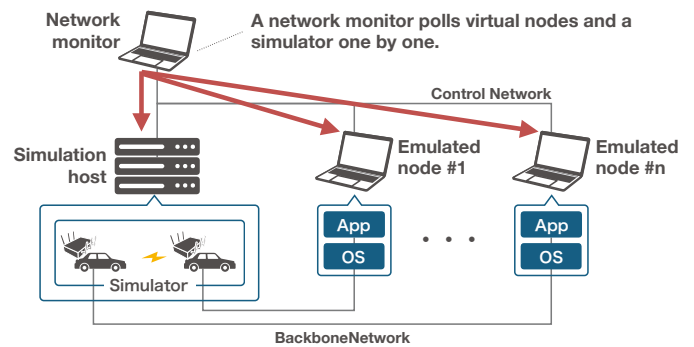 Network
monitor
A network monitor polls virtual nodes and a
simulator one by one.
Control Network
Simulation
host
Emulated
node #1
Emulated
node #n
App
OS
. . .
App
OS
Simulator
BackboneNetwork